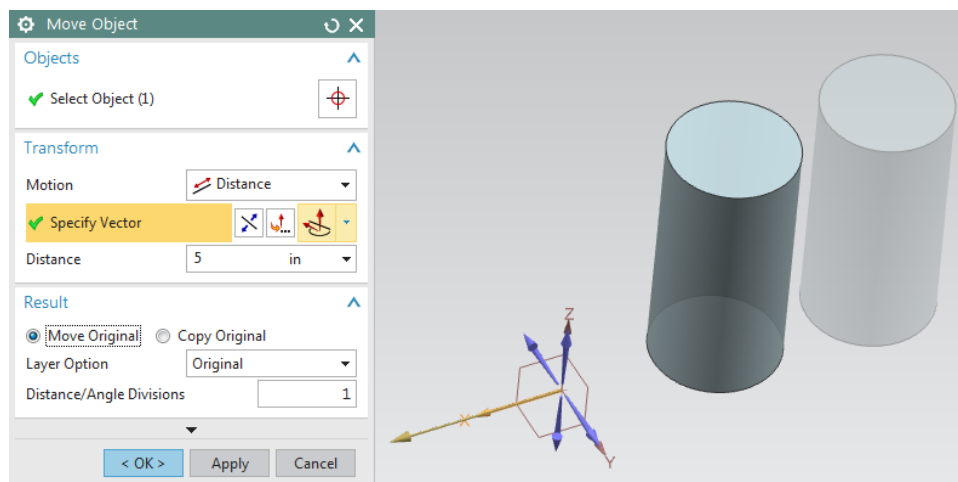 Move Object
Objects
Select Object (1)
Transform
Motion Distance
Specify Vector
Distance 5 in
Result
Move Original Copy Original
Layer Option Original
Distance/Angle Divisions 1
< OK > Apply Cancel
Z
X
Y